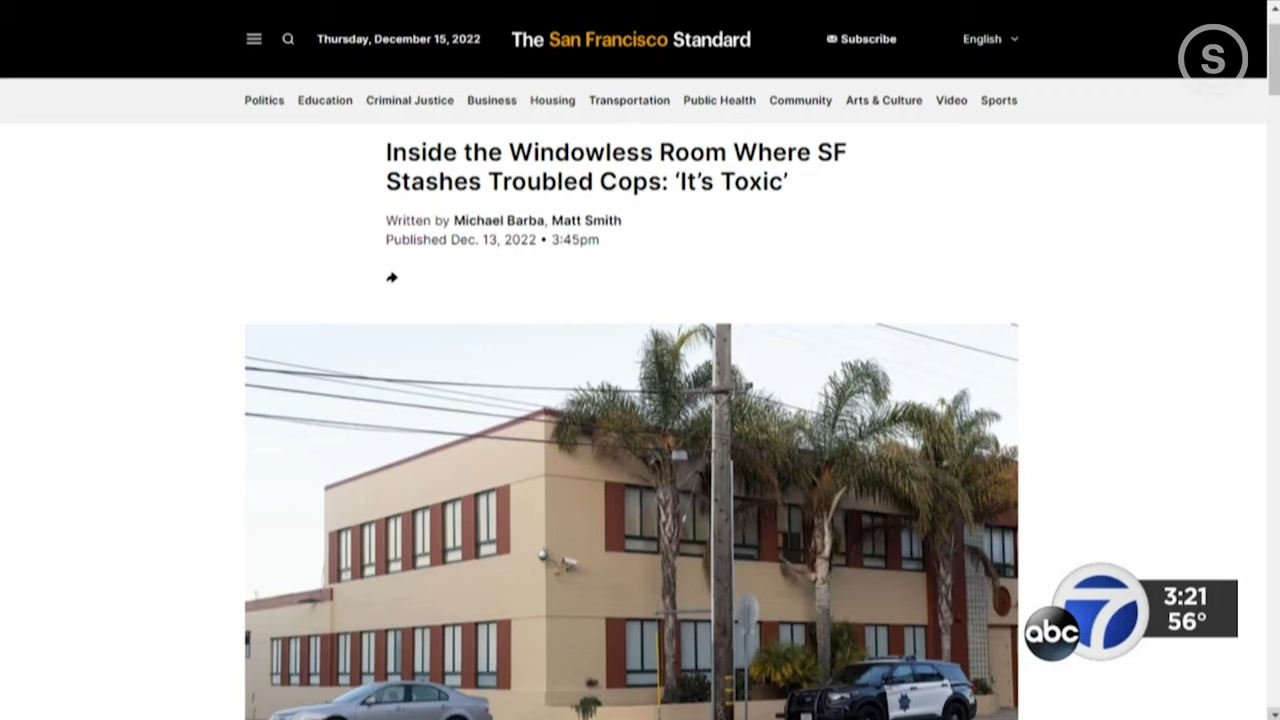 Thursday, December 15, 2022
The San Francisco Standard
Subscribe
English
S
Politics Education Criminal Justice Business Housing Transportation Public Health Community Arts & Culture Video Sports
Inside the Windowless Room Where SF
Stashes Troubled Cops: ‘It’s Toxic’
Written by Michael Barba, Matt Smith
Published Dec. 13, 2022 • 3:45pm
abc 7
3:21
56°